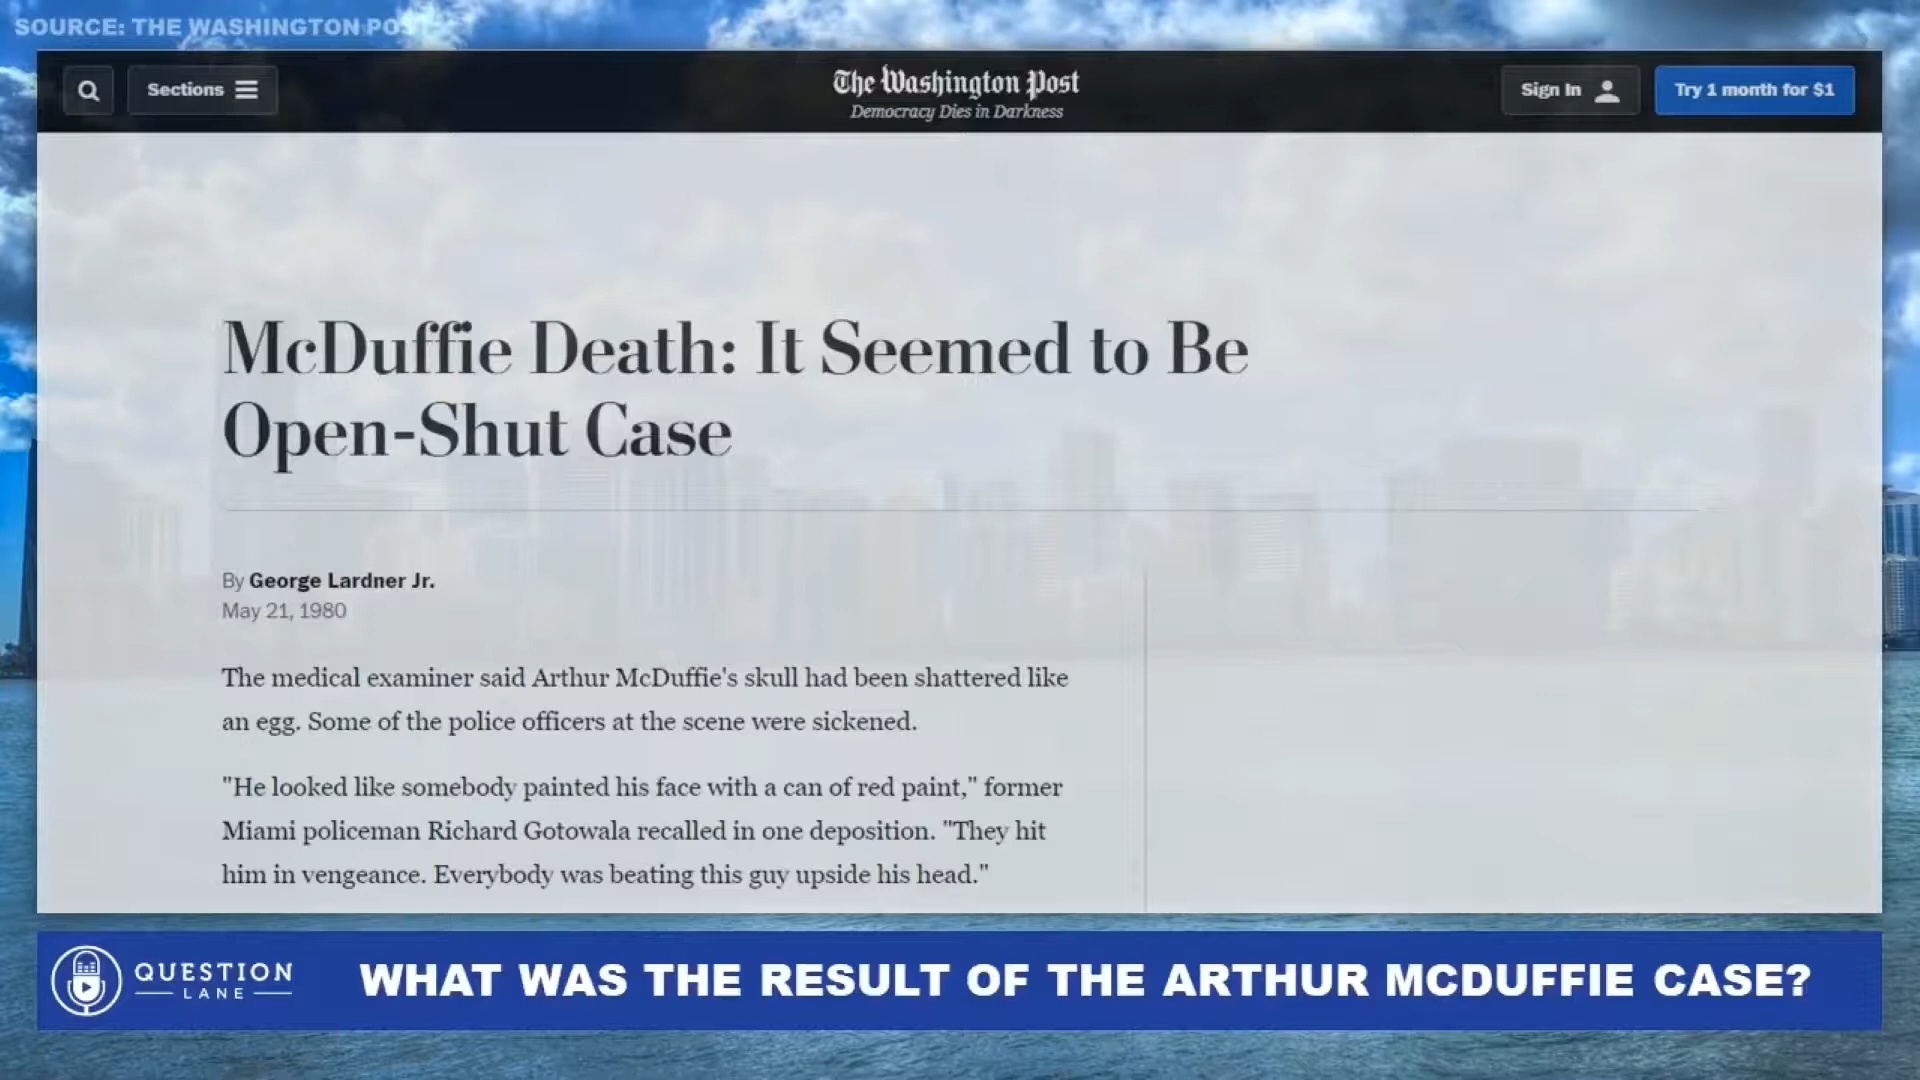 SOURCE: THE WASHINGTON POST
Sections
The Washington Post
Democracy Dies in Darkness
Sign In
Try 1 month for $1
McDuffie Death: It Seemed to Be
Open-Shut Case
By George Lardner Jr.
May 21, 1980
The medical examiner said Arthur McDuffie's skull had been shattered like
an egg. Some of the police officers at the scene were sickened.
"He looked like somebody painted his face with a can of red paint," former
Miami policeman Richard Gotowala recalled in one deposition. "They hit
him in vengeance. Everybody was beating this guy upside his head."
QUESTION
LANE
WHAT WAS THE RESULT OF THE ARTHUR MCDUFFIE CASE?